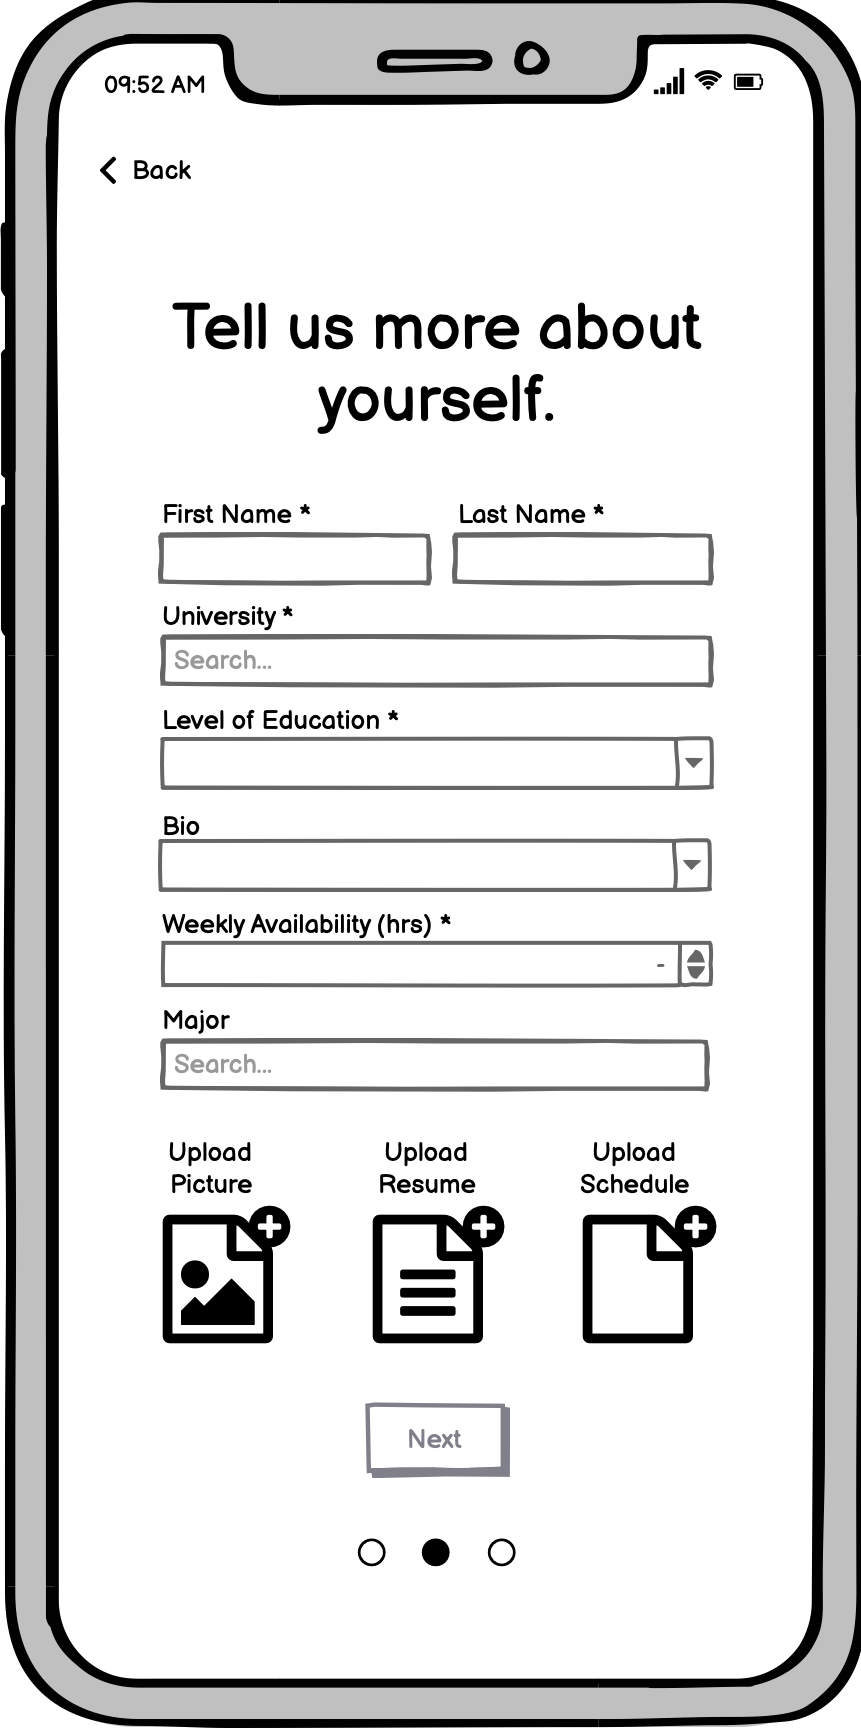 09:52 AM
Back
Tell us more about
yourself.
First Name * Last Name *
University *
Search...
Level of Education *
Bio
Weekly Availability (hrs) *
-
Major
Search...
Upload Upload Upload
Picture Resume Schedule
Next